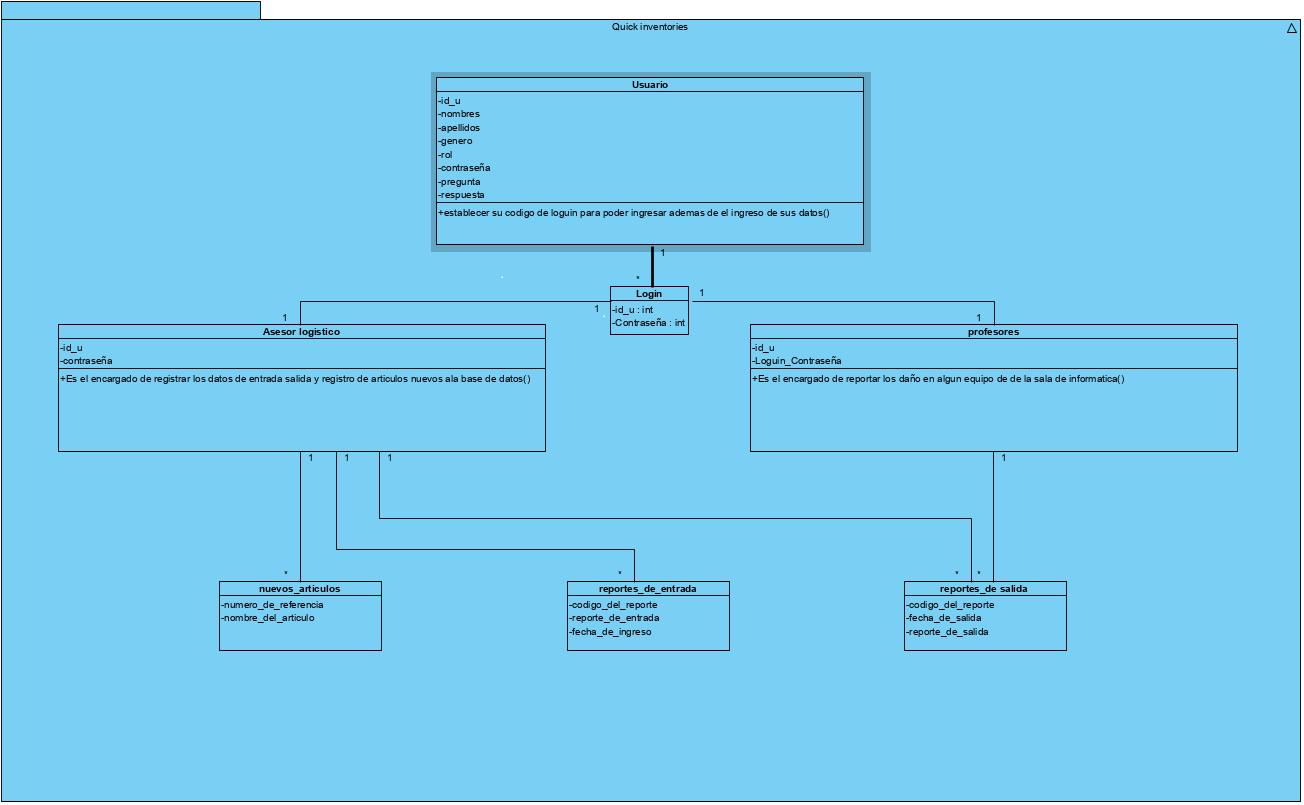 Quick inventories
Usuario
-id_u
-nombres
-apellidos
-genero
-rol
-contraseña
-pregunta
-respuesta
+establecer su codigo de loguin para poder ingresar ademas de el ingreso de sus datos()
1
*
Login
-id_u : int
-Contraseña : int
1
1
1
1
Asesor logistico
-id_u
-contraseña
+Es el encargado de registrar los datos de entrada salida y registro de articulos nuevos ala base de datos()
profesores
-id_u
-Loguin_Contraseña
+Es el encargado de reportar los daño en algun equipo de de la sala de informatica()
1
1
1
1
*
*
*
*
nuevos_articulos
-numero_de_referencia
-nombre_del_articulo
reportes_de_entrada
-codigo_del_reporte
-reporte_de_entrada
-fecha_de_ingreso
reportes_de salida
-codigo_del_reporte
-fecha_de_salida
-reporte_de_salida